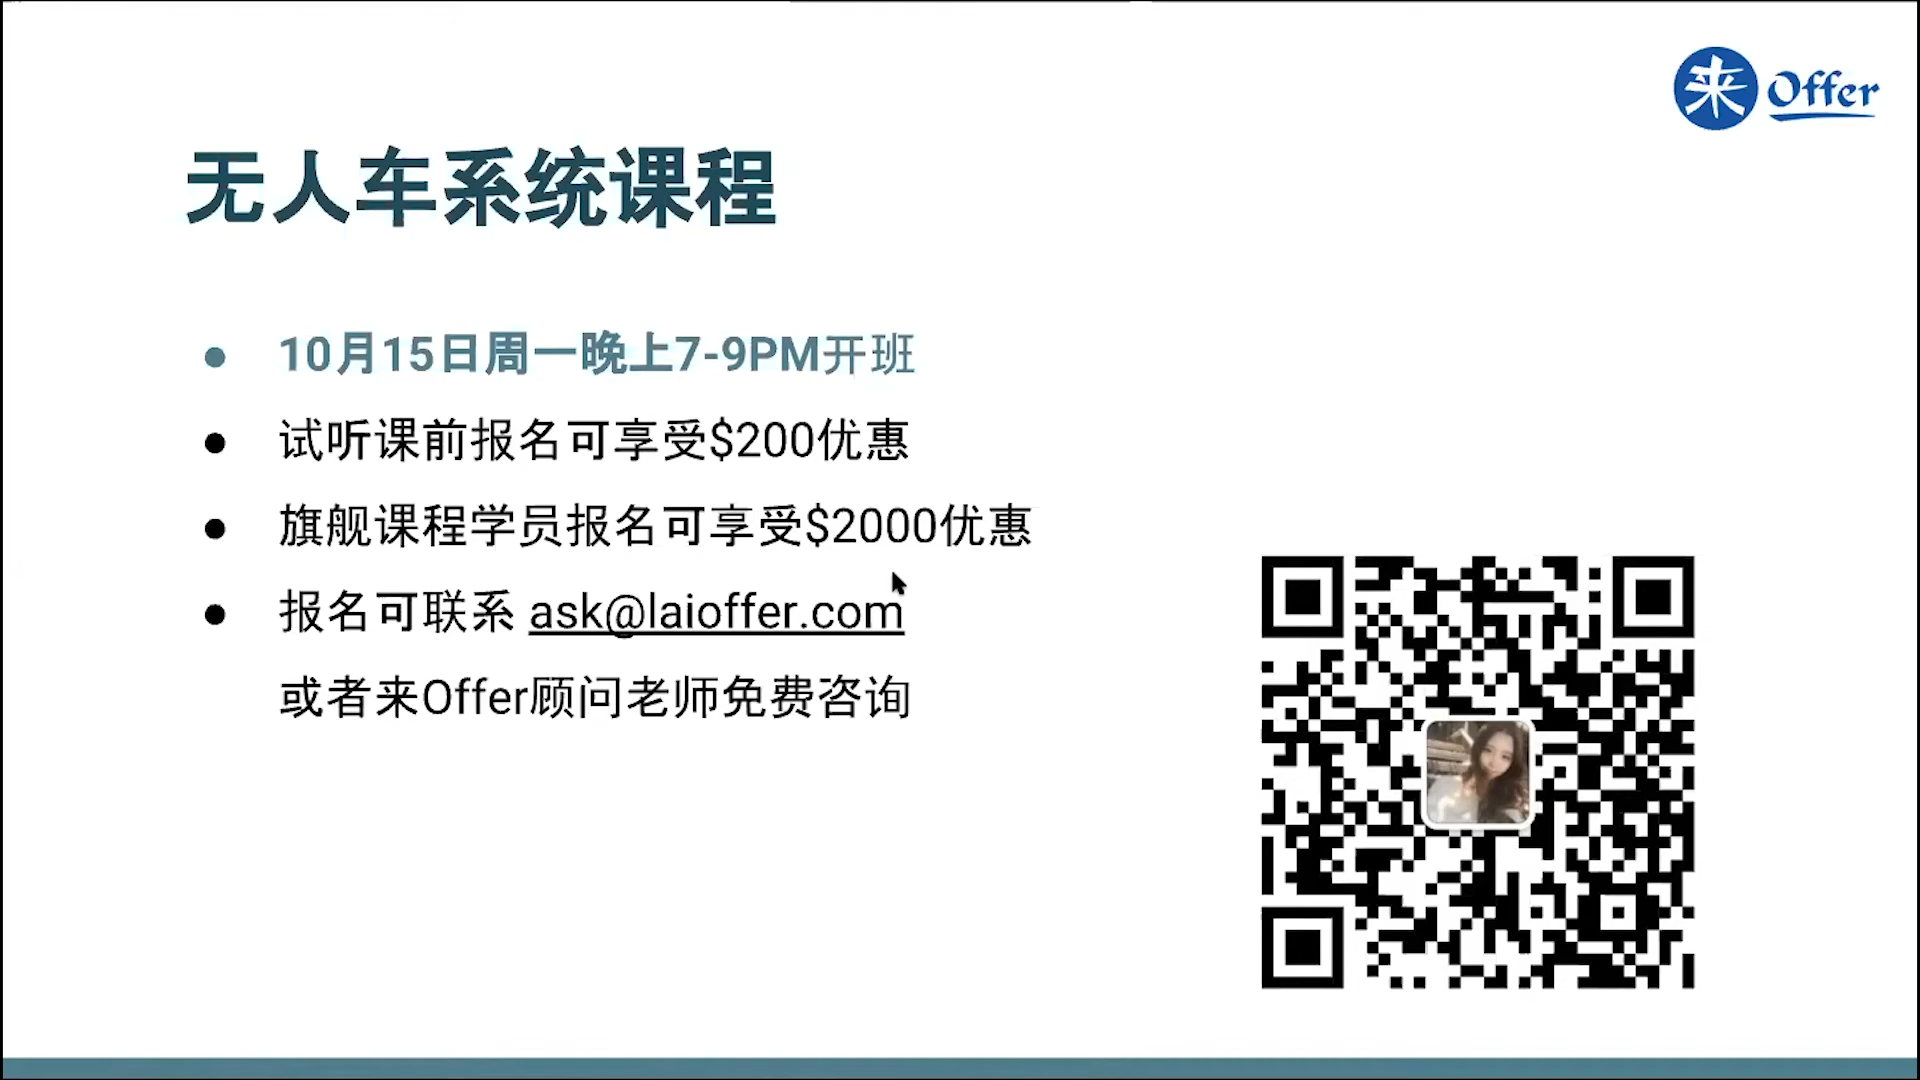 来 Offer
无人车系统课程
10月15日周一晚上7-9PM开班
试听课前报名可享受$200优惠
旗舰课程学员报名可享受$2000优惠
报名可联系 ask@laioffer.com
或者来Offer顾问老师免费咨询